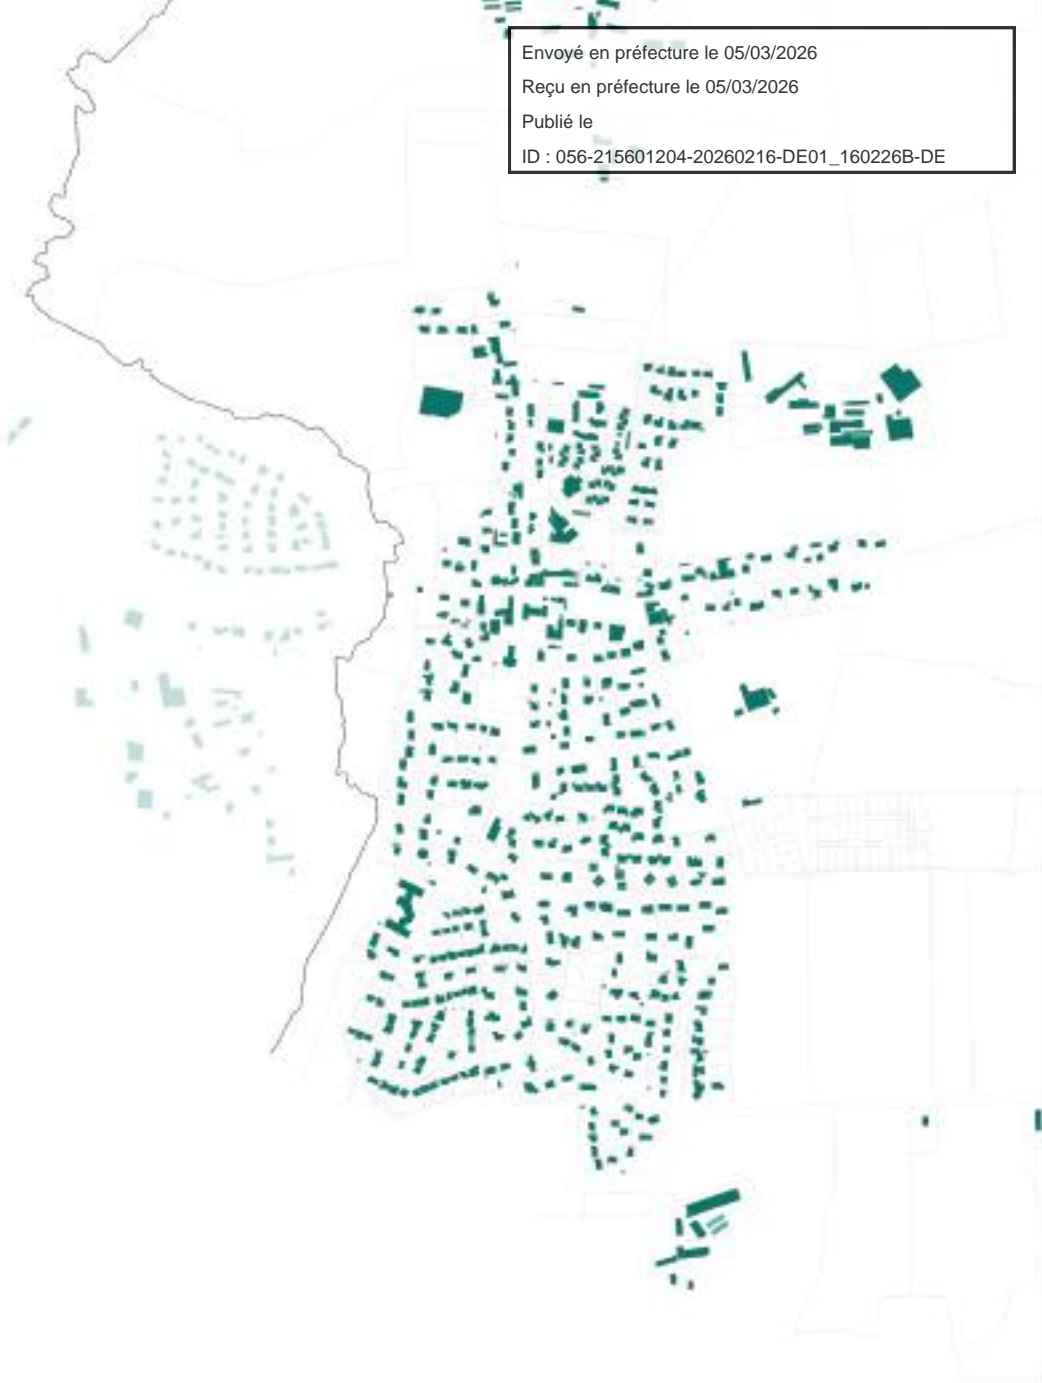 Envoyé en préfecture le 05/03/2026
Reçu en préfecture le 05/03/2026
Publié le
ID : 056-215601204-20260216-DE01_160226B-DE